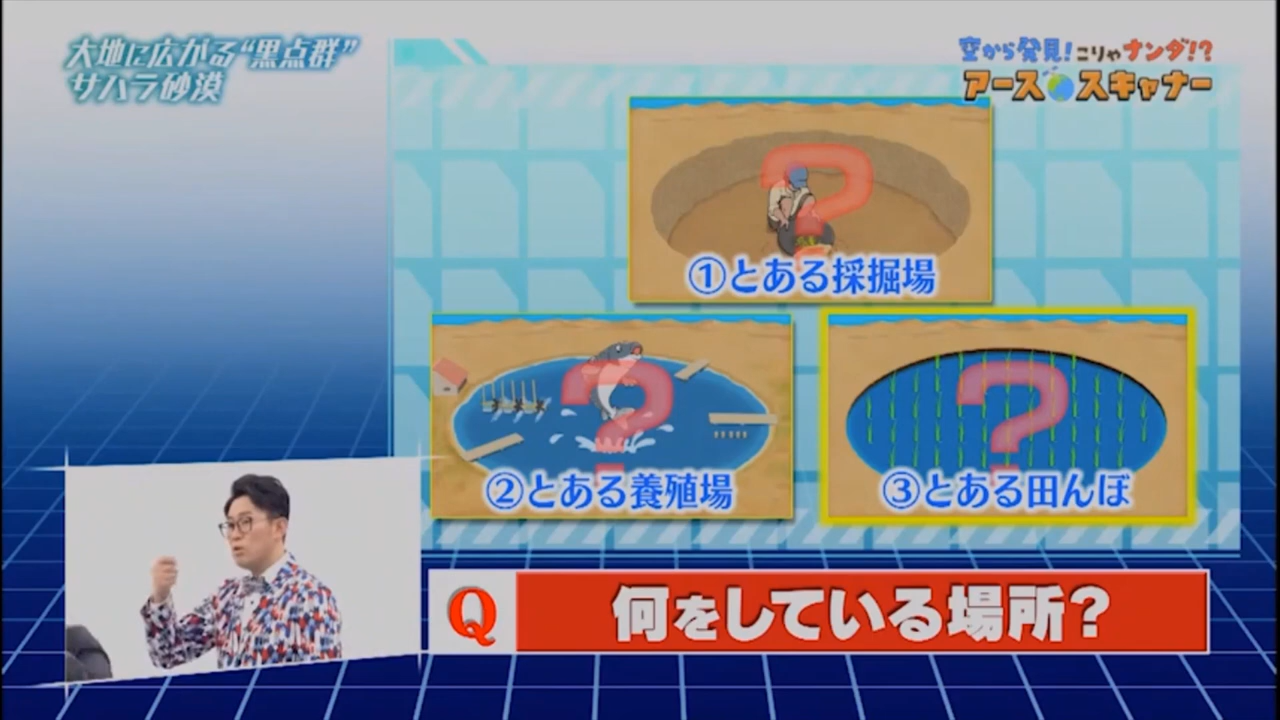 大地に広がる“黒点群”
サハラ砂漠
空から発見!こりゃナンダ!?
アーススキャナー
?
①とある採掘場
?
②とある養殖場
?
③とある田んぼ
Q 何をしている場所?